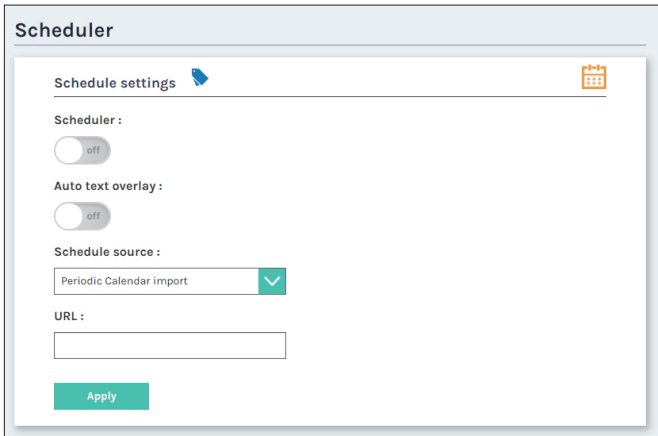 Scheduler
Schedule settings
Scheduler :
off
Auto text overlay :
off
Schedule source :
Periodic Calendar import
URL :
Apply